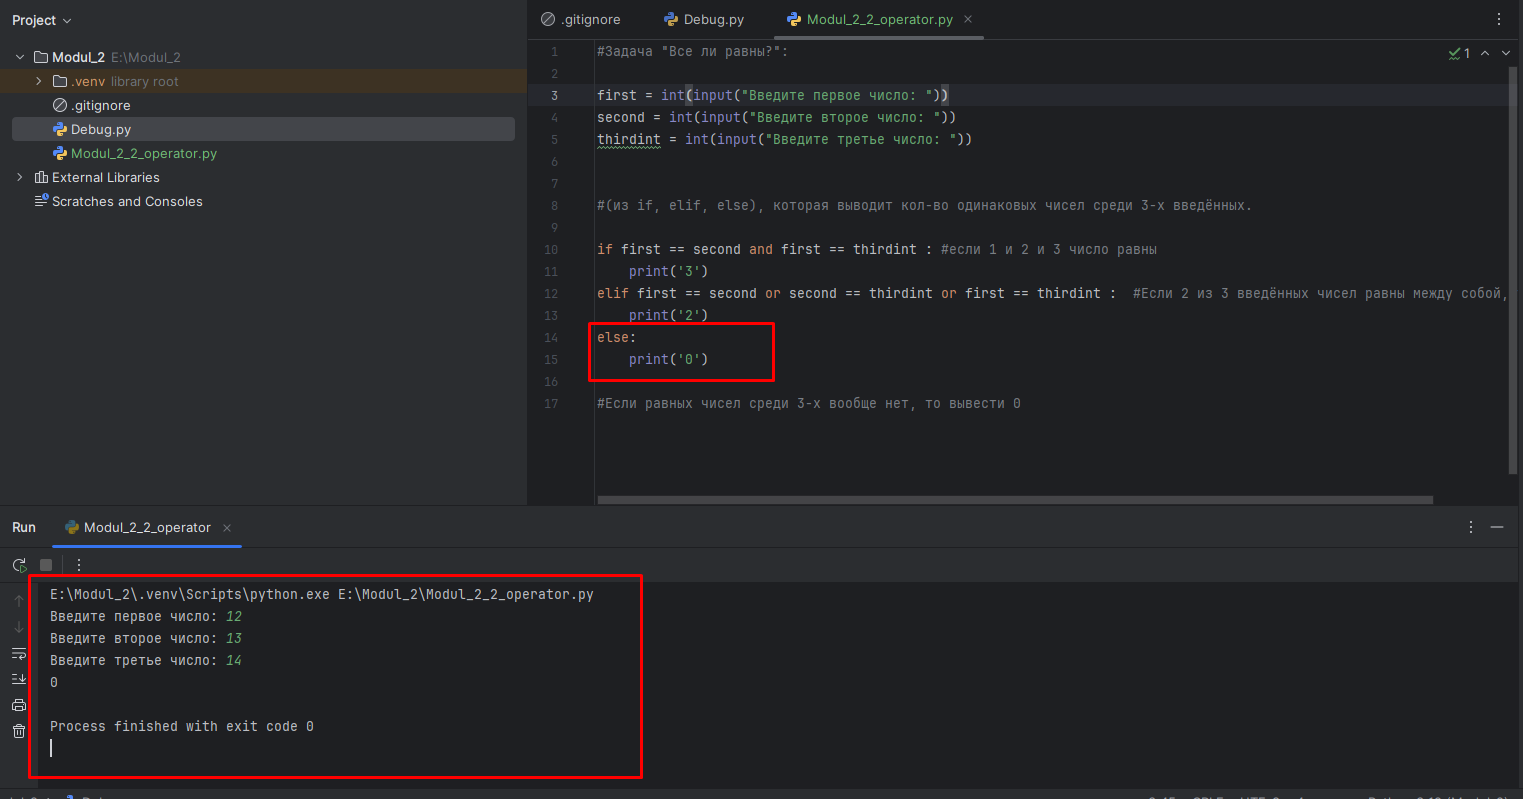 Project
.gitignore
Debug.py
Modul_2_2_operator.py
Modul_2 E:\Modul_2
.venv library root
.gitignore
Debug.py
Modul_2_2_operator.py
External Libraries
Scratches and Consoles
1
1 #Задача "Все ли равны?":
2
3 first = int(input("Введите первое число: "))
4 second = int(input("Введите второе число: "))
5 thirdint = int(input("Введите третье число: "))
6
7
8 #(из if, elif, else), которая выводит кол-во одинаковых чисел среди 3-х введённых.
9
10 if first == second and first == thirdint : #если 1 и 2 и 3 число равны
11 print('3')
12 elif first == second or second == thirdint or first == thirdint : #Если 2 из 3 введённых чисел равны между собой,
13 print('2')
14 else:
15 print('0')
16
17 #Если равных чисел среди 3-х вообще нет, то вывести 0
Run
Modul_2_2_operator
E:\Modul_2\.venv\Scripts\python.exe E:\Modul_2\Modul_2_2_operator.py
Введите первое число: 12
Введите второе число: 13
Введите третье число: 14
0
Process finished with exit code 0